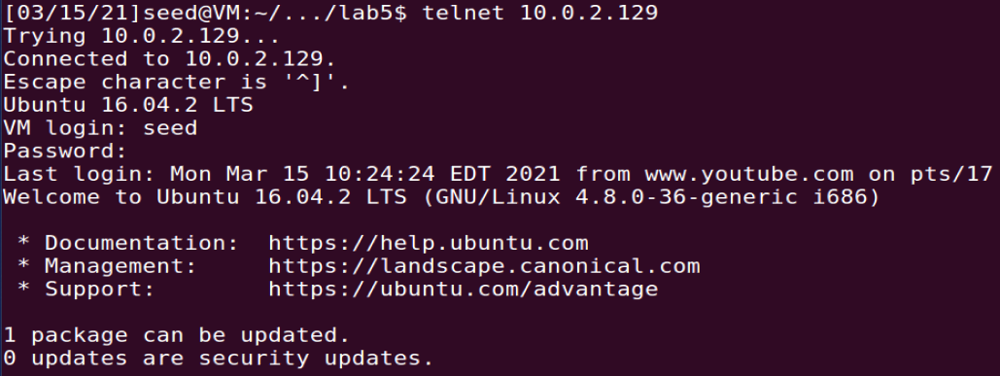 [03/15/21]seed@VM:~/.../lab5$ telnet 10.0.2.129
Trying 10.0.2.129...
Connected to 10.0.2.129.
Escape character is '^]'.
Ubuntu 16.04.2 LTS
VM login: seed
Password:
Last login: Mon Mar 15 10:24:24 EDT 2021 from www.youtube.com on pts/17
Welcome to Ubuntu 16.04.2 LTS (GNU/Linux 4.8.0-36-generic i686)

 * Documentation:  https://help.ubuntu.com
 * Management:     https://landscape.canonical.com
 * Support:        https://ubuntu.com/advantage

1 package can be updated.
0 updates are security updates.